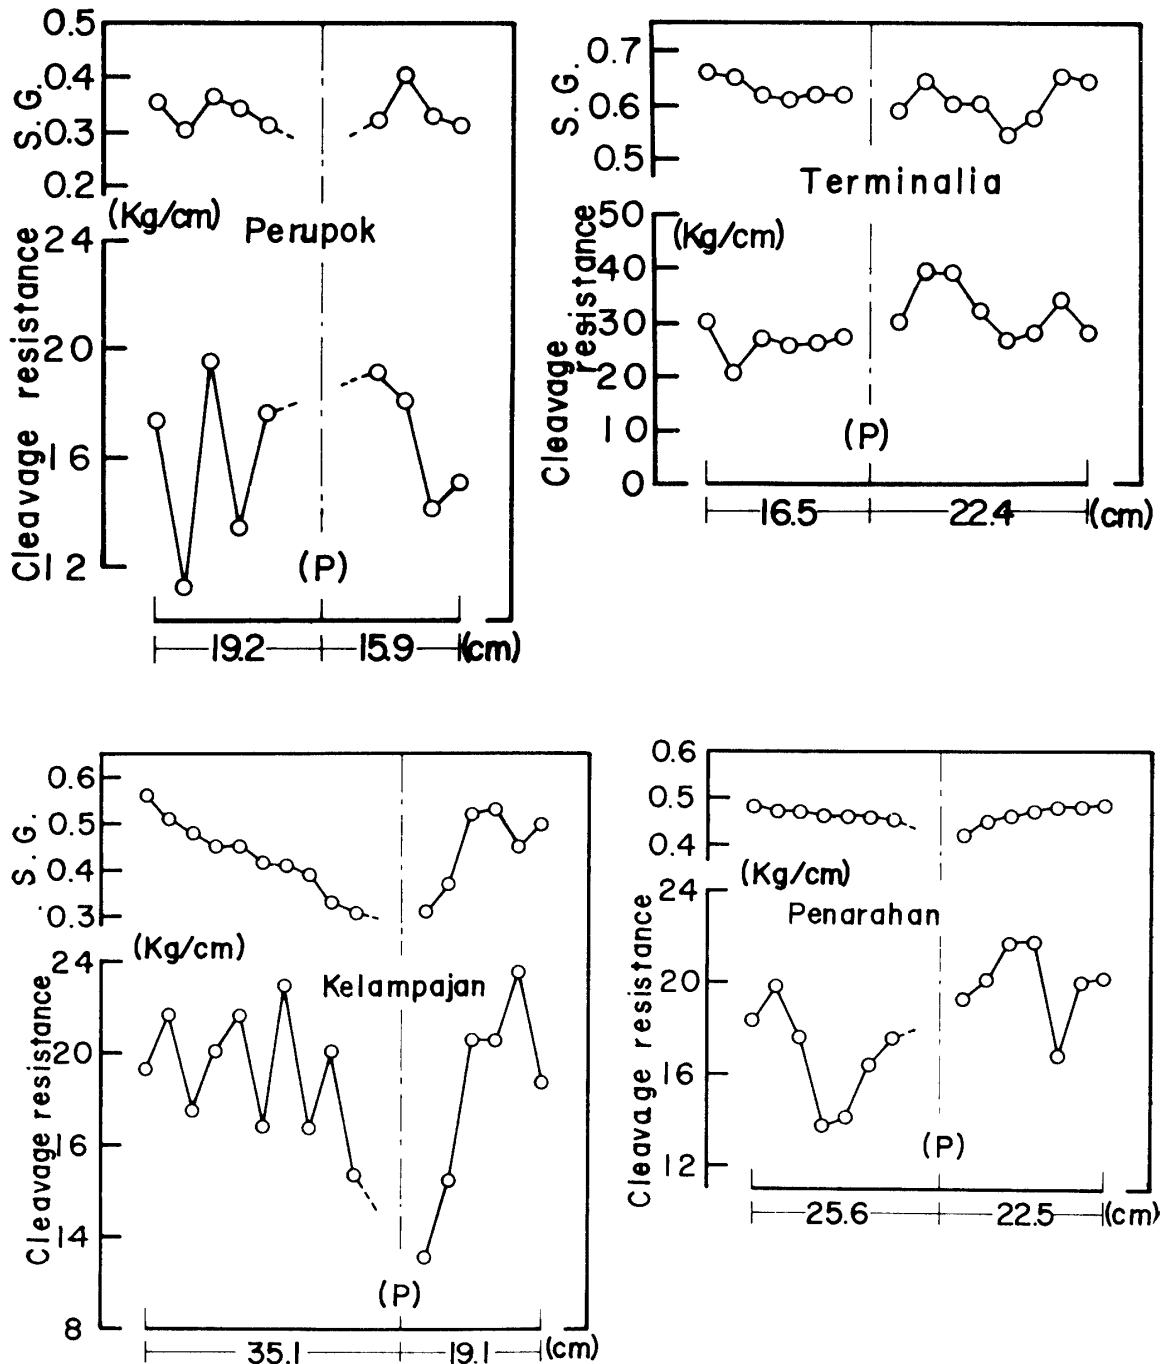 0.5
0.4
0.3
0.2
S. G.
(Kg/cm)
Perupok
24
20
16
12
Cleavage resistance
(P)
19.2
15.9
(cm)
0.7
0.6
0.5
S. G.
Terminalia
50
40
30
20
10
0
(Kg/cm)
Cleavage
resistance
(P)
16.5
22.4
(cm)
0.6
0.5
0.4
0.3
S. G.
(Kg/cm)
Kelampajan
24
20
16
14
8
Cleavage resistance
(P)
35.1
19.1
(cm)
0.6
0.5
0.4
(Kg/cm)
Penarahan
24
20
16
12
Cleavage resistance
(P)
25.6
22.5
(cm)